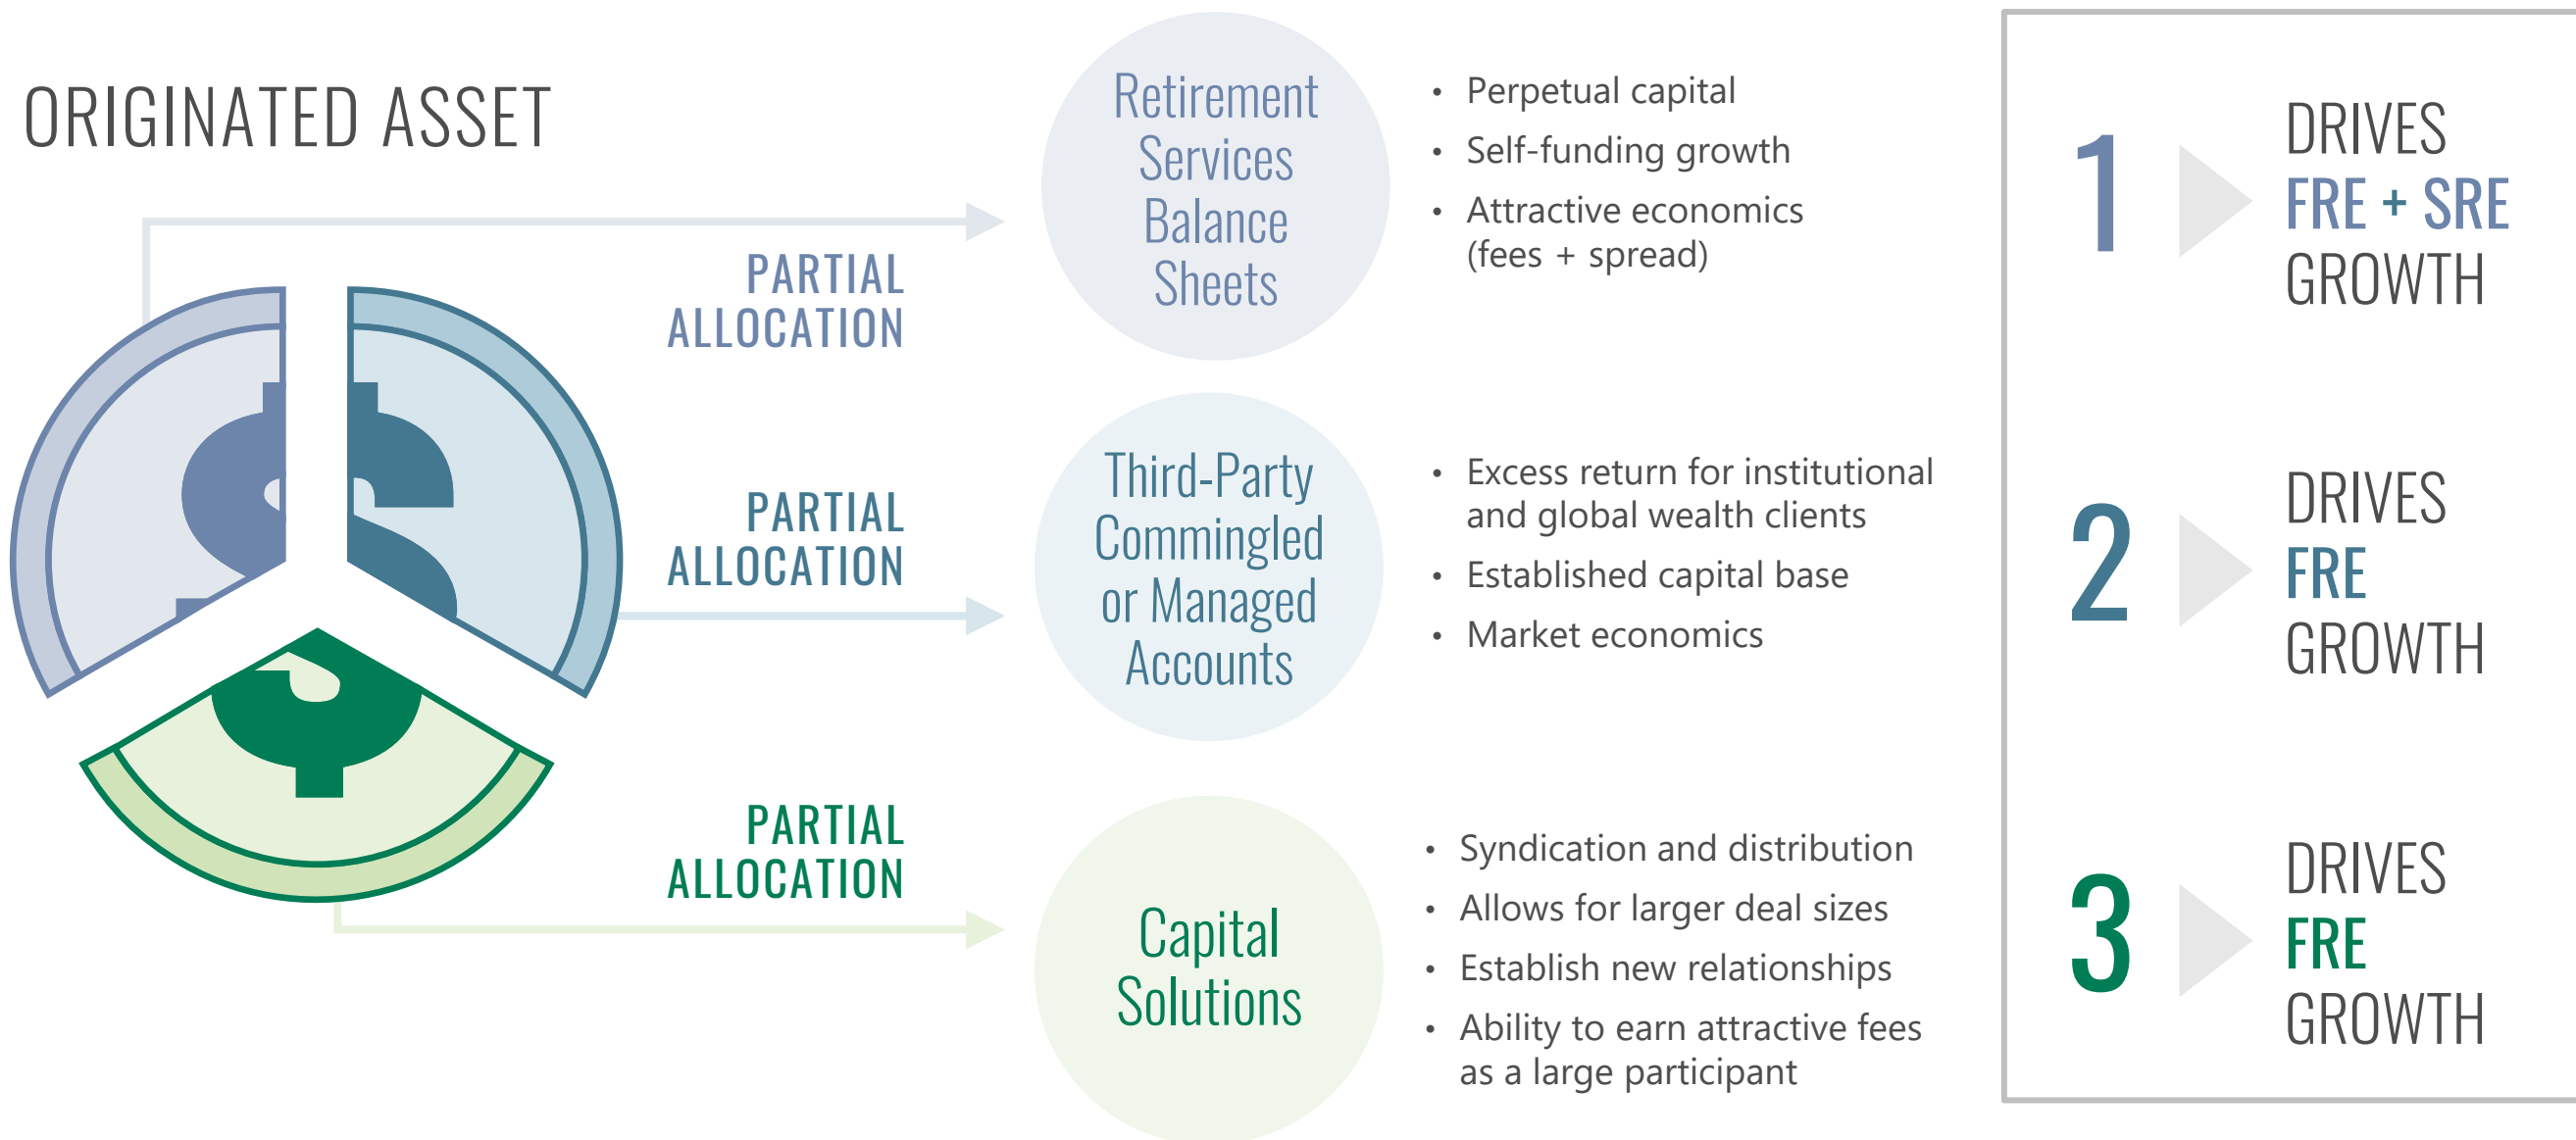 ORIGINATED ASSET
PARTIAL
ALLOCATION
Retirement
Services
Balance
Sheets
• Perpetual capital
• Self-funding growth
• Attractive economics
(fees + spread)
1
DRIVES
FRE + SRE
GROWTH
PARTIAL
ALLOCATION
Third-Party
Commingled
or Managed
Accounts
• Excess return for institutional
and global wealth clients
• Established capital base
• Market economics
2
DRIVES
FRE
GROWTH
$
PARTIAL
ALLOCATION
Capital
Solutions
• Syndication and distribution
• Allows for larger deal sizes
• Establish new relationships
• Ability to earn attractive fees
as a large participant
3
DRIVES
FRE
GROWTH